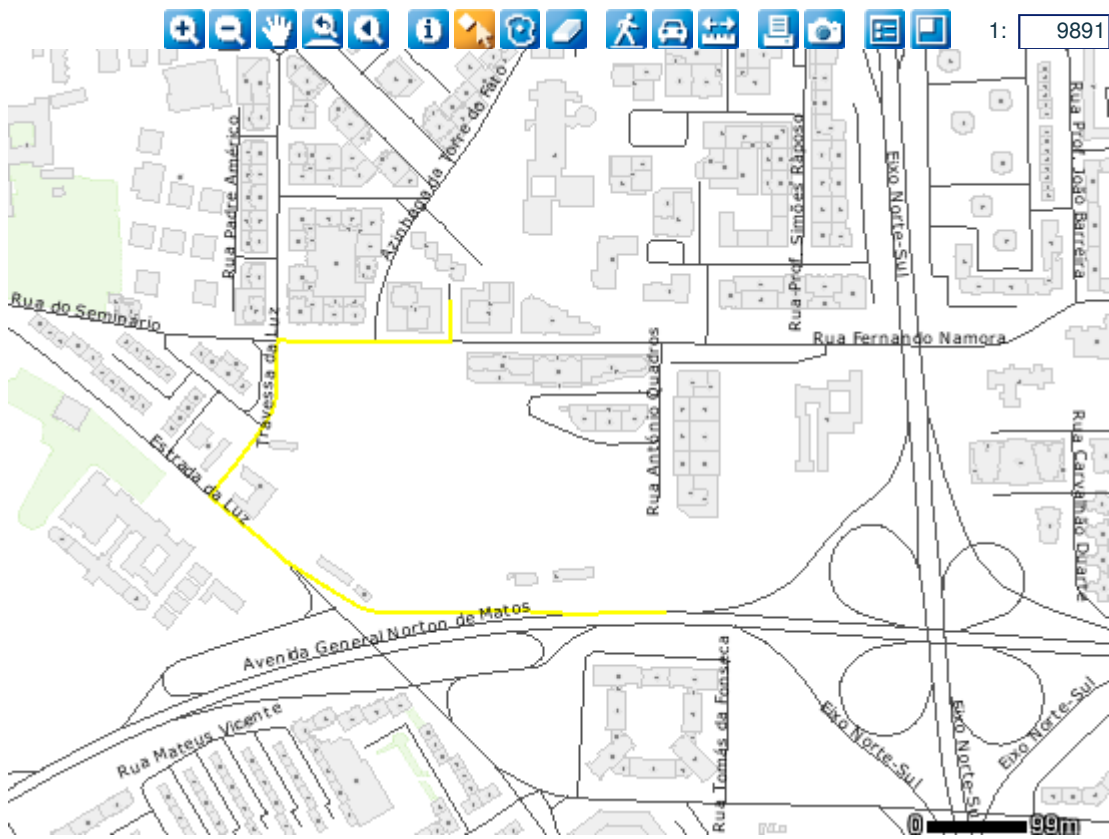 1: 9891
Azinhaga da Torre do Fato
Rua Padre Américo
Rua Prof. Simões Raposo
Eixo Norte-Sul
Rua Prof. João Barreira
Rua do Seminário
Travessa da Luz
Rua António Quadros
Rua Fernando Namora
Estrada da Luz
Rua Carvalhão Duarte
Avenida General Norton de Matos
Rua Tomás da Fonseca
Rua Mateus Vicente
Eixo Norte-Sul
Eixo Norte-Sul
Eixo Norte-Sul
0 99m